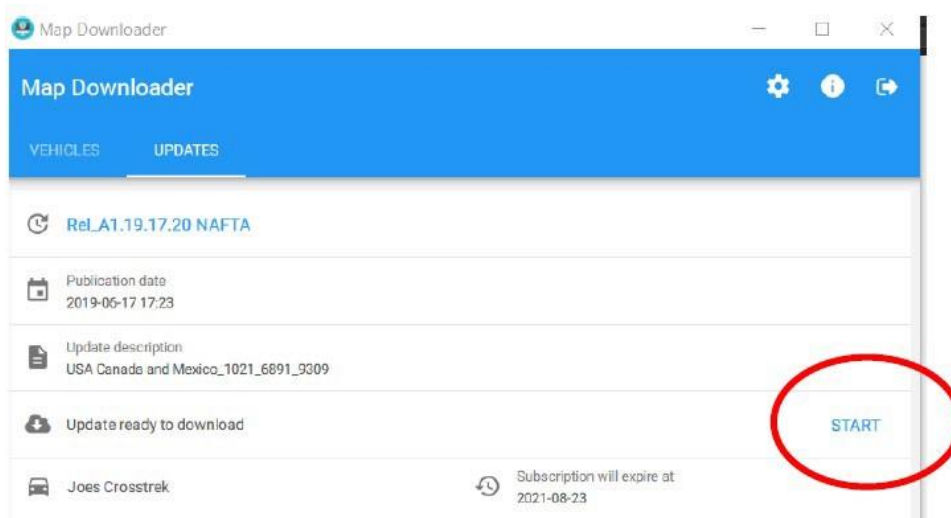 Map Downloader
Map Downloader
VEHICLES UPDATES
Rel_A1.19.17.20 NAFTA
Publication date
2019-06-17 17:23
Update description
USA Canada and Mexico_1021_6891_9309
Update ready to download START
Joes Crosstrek
Subscription will expire at
2021-08-23